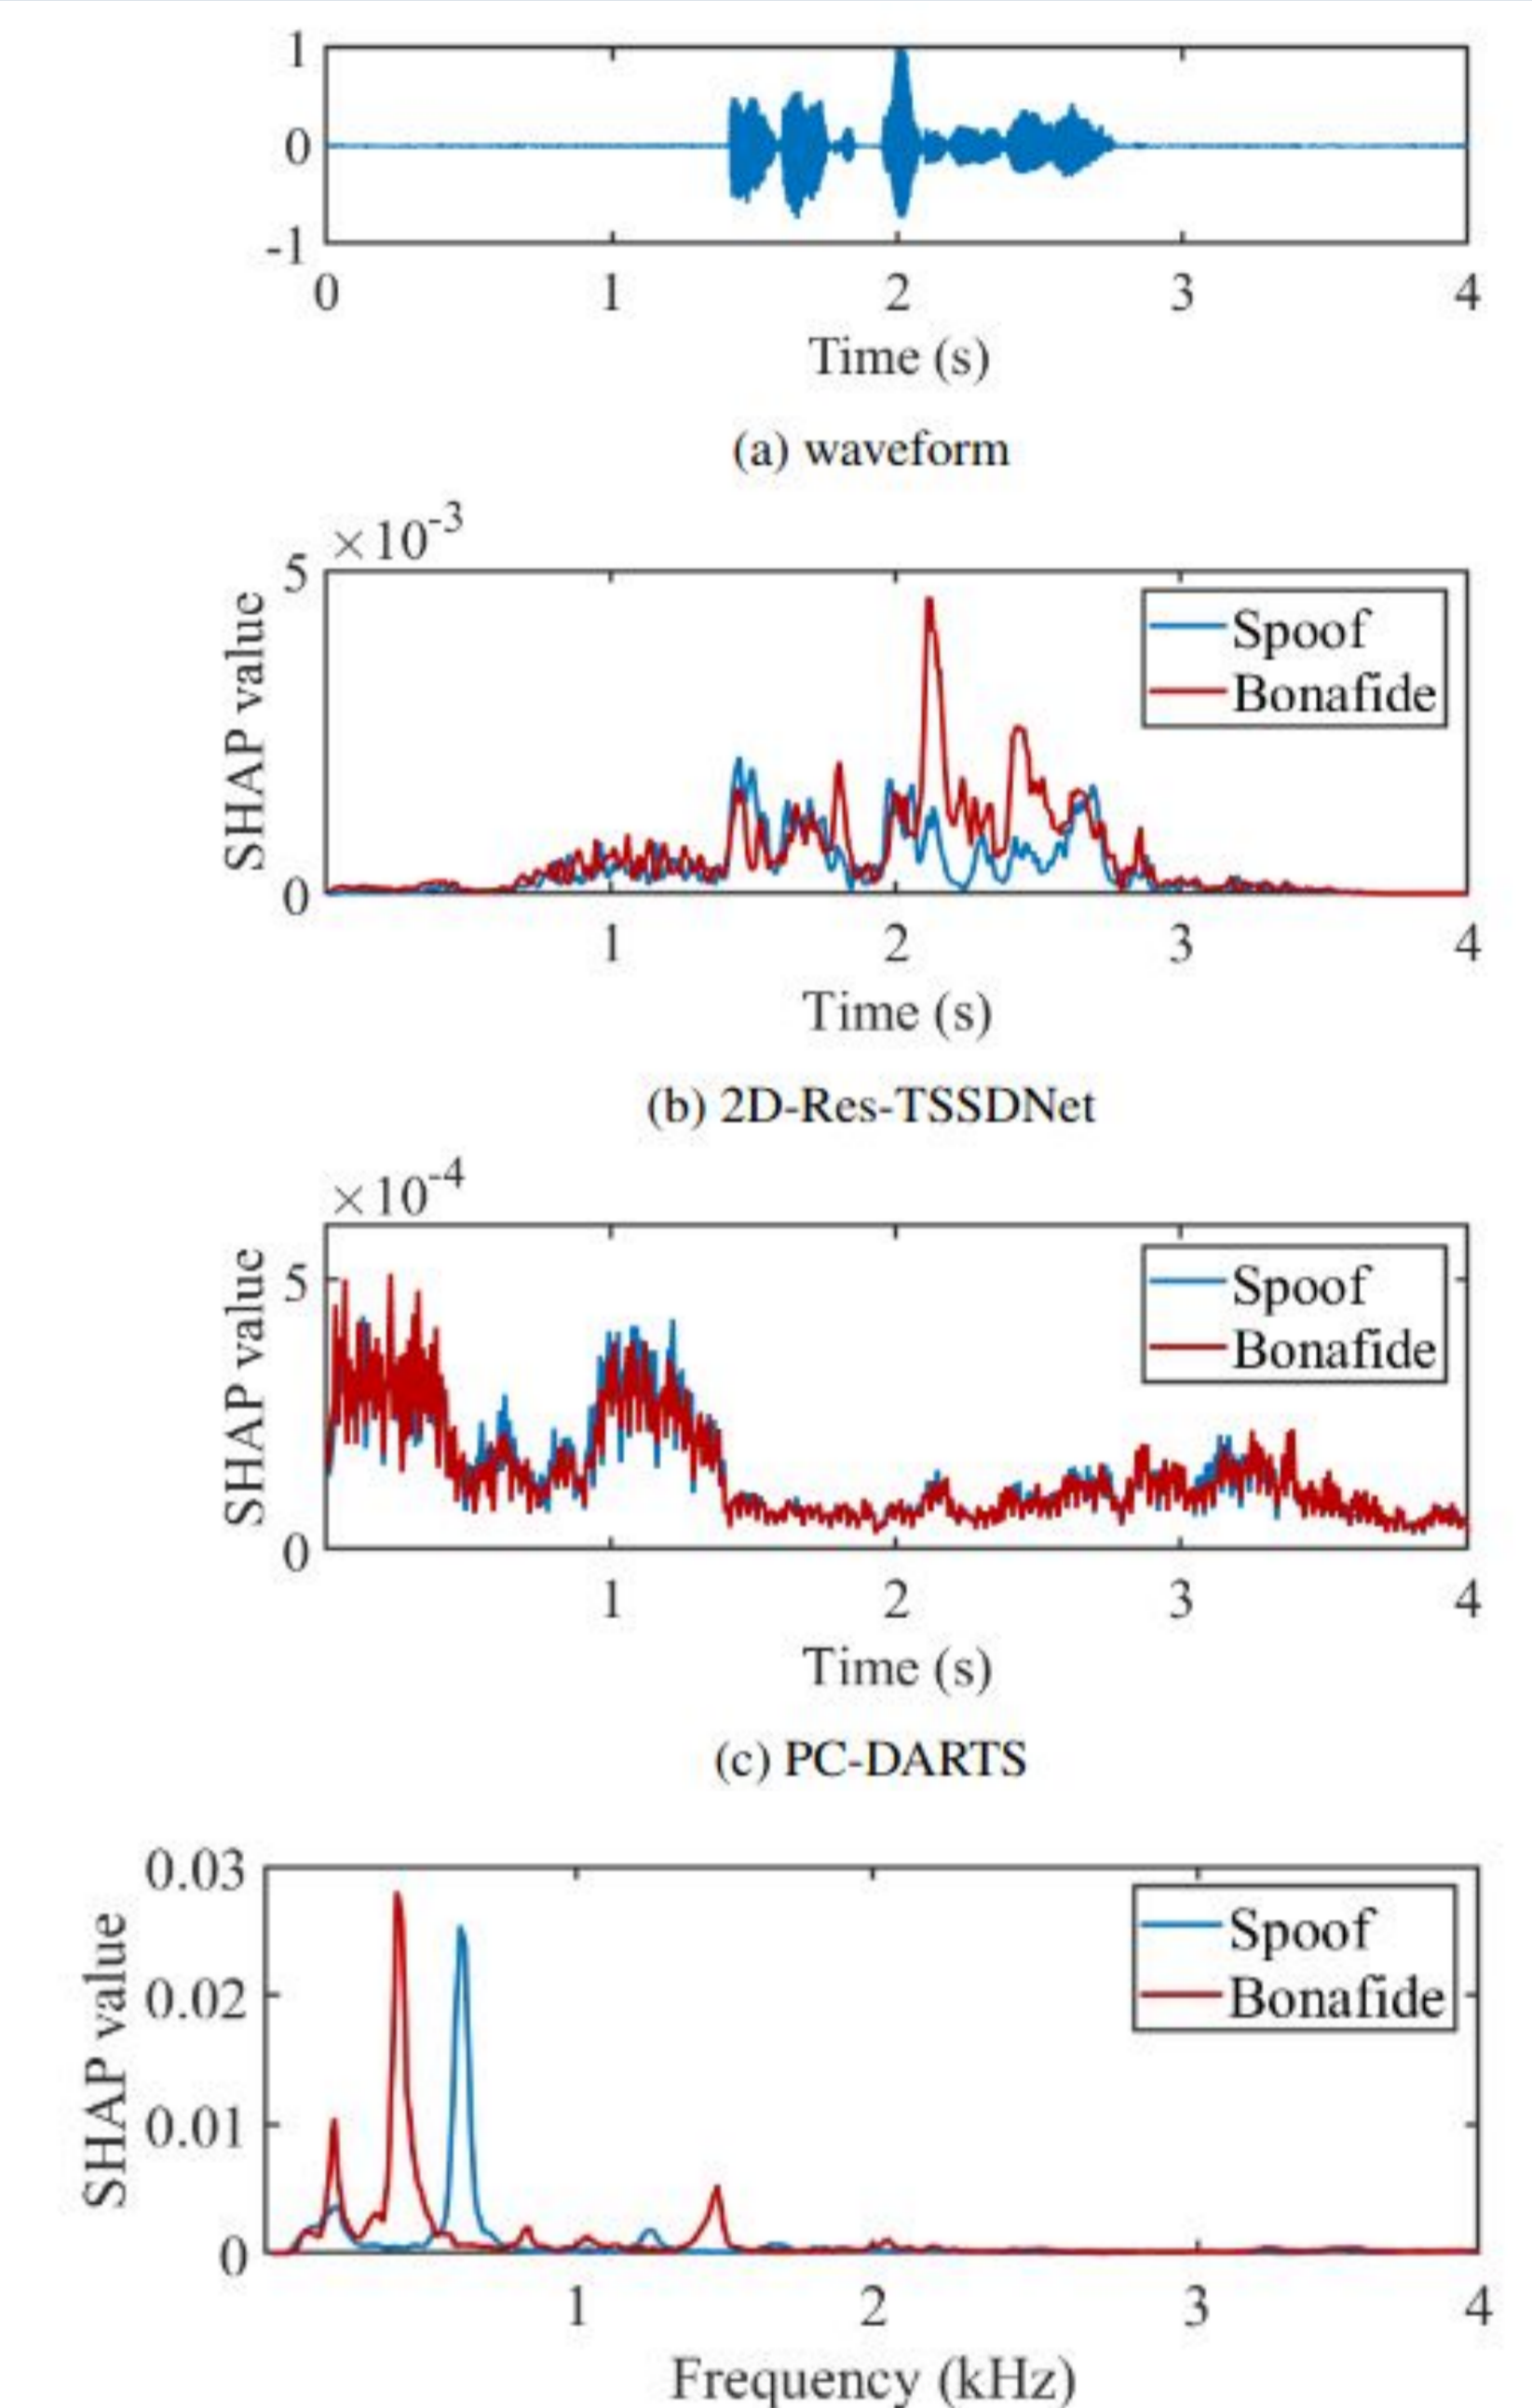 1
0
-1
0 1 2 3 4
Time (s)
(a) waveform
×10-3
5
SHAP value
Spoof
Bonafide
0
1 2 3 4
Time (s)
(b) 2D-Res-TSSDNet
×10-4
5
SHAP value
Spoof
Bonafide
0
1 2 3 4
Time (s)
(c) PC-DARTS
0.03
0.02
0.01
0
SHAP value
Spoof
Bonafide
1 2 3 4
Frequency (kHz)